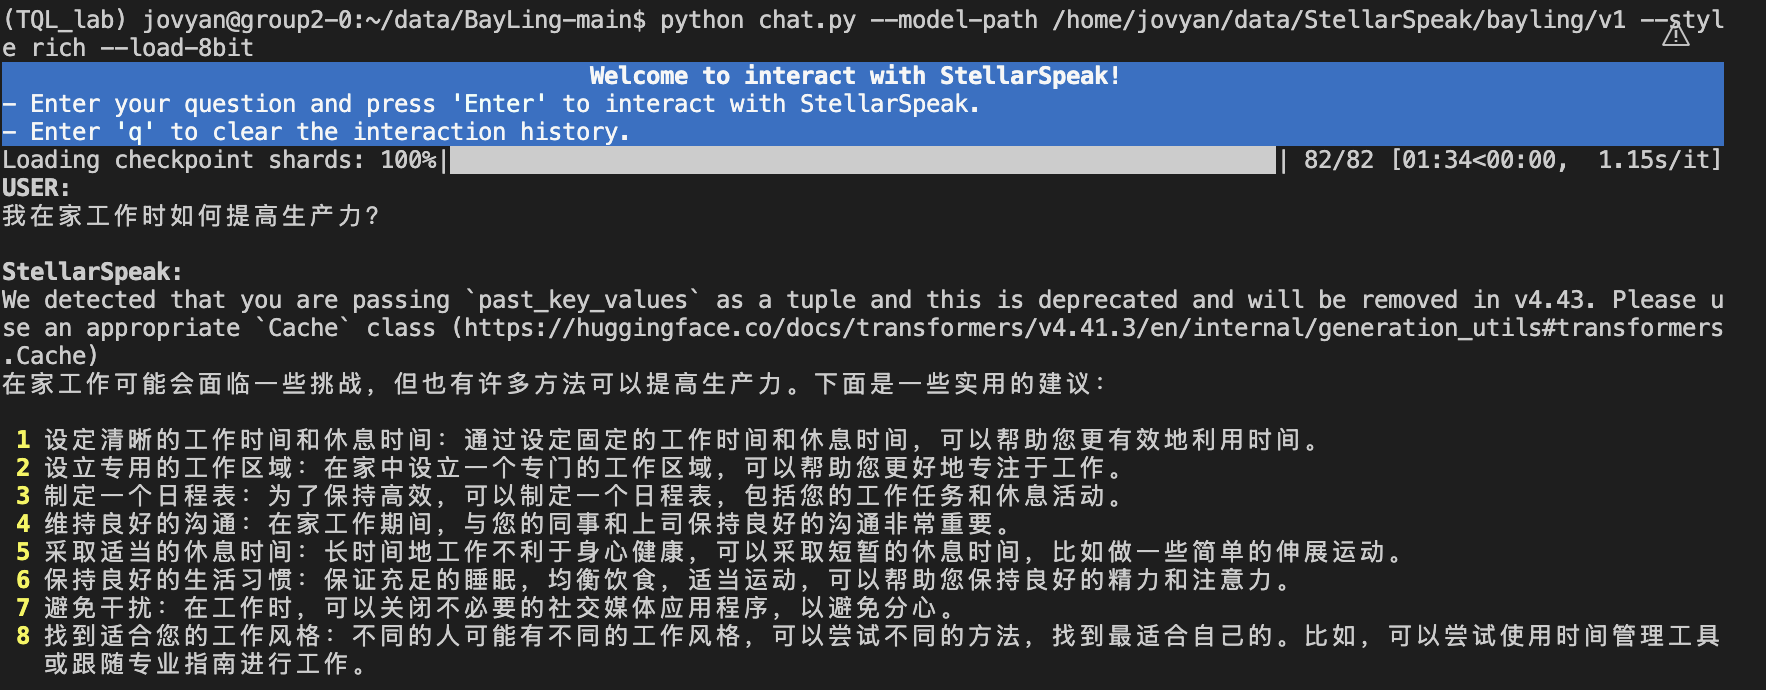 (TQL_lab) jovyan@group2-0:~/data/BayLing-main$ python chat.py --model-path /home/jovyan/data/StellarSpeak/bayling/v1 --styl
e rich --load-8bit
Welcome to interact with StellarSpeak!
- Enter your question and press 'Enter' to interact with StellarSpeak.
- Enter 'q' to clear the interaction history.
Loading checkpoint shards: 100%| | 82/82 [01:34<00:00,  1.15s/it]
USER:
我在家工作时如何提高生产力?
StellarSpeak:
We detected that you are passing `past_key_values` as a tuple and this is deprecated and will be removed in v4.43. Please u
se an appropriate `Cache` class (https://huggingface.co/docs/transformers/v4.41.3/en/internal/generation_utils#transformers
.Cache)
在家工作可能会面临一些挑战，但也有许多方法可以提高生产力。下面是一些实用的建议：
1 设定清晰的工作时间和休息时间：通过设定固定的工作时间和休息时间，可以帮助您更有效地利用时间。
2 设立专用的工作区域：在家中设立一个专门的工作区域，可以帮助您更好地专注于工作。
3 制定一个日程表：为了保持高效，可以制定一个日程表，包括您的工作任务和休息活动。
4 维持良好的沟通：在家工作期间，与您的同事和上司保持良好的沟通非常重要。
5 采取适当的休息时间：长时间地工作不利于身心健康，可以采取短暂的休息时间，比如做一些简单的伸展运动。
6 保持良好的生活习惯：保证充足的睡眠，均衡饮食，适当运动，可以帮助您保持良好的精力和注意力。
7 避免干扰：在工作时，可以关闭不必要的社交媒体应用程序，以避免分心。
8 找到适合您的工作风格：不同的人可能有不同的工作风格，可以尝试不同的方法，找到最适合自己的。比如，可以尝试使用时间管理工具
或跟随专业指南进行工作。